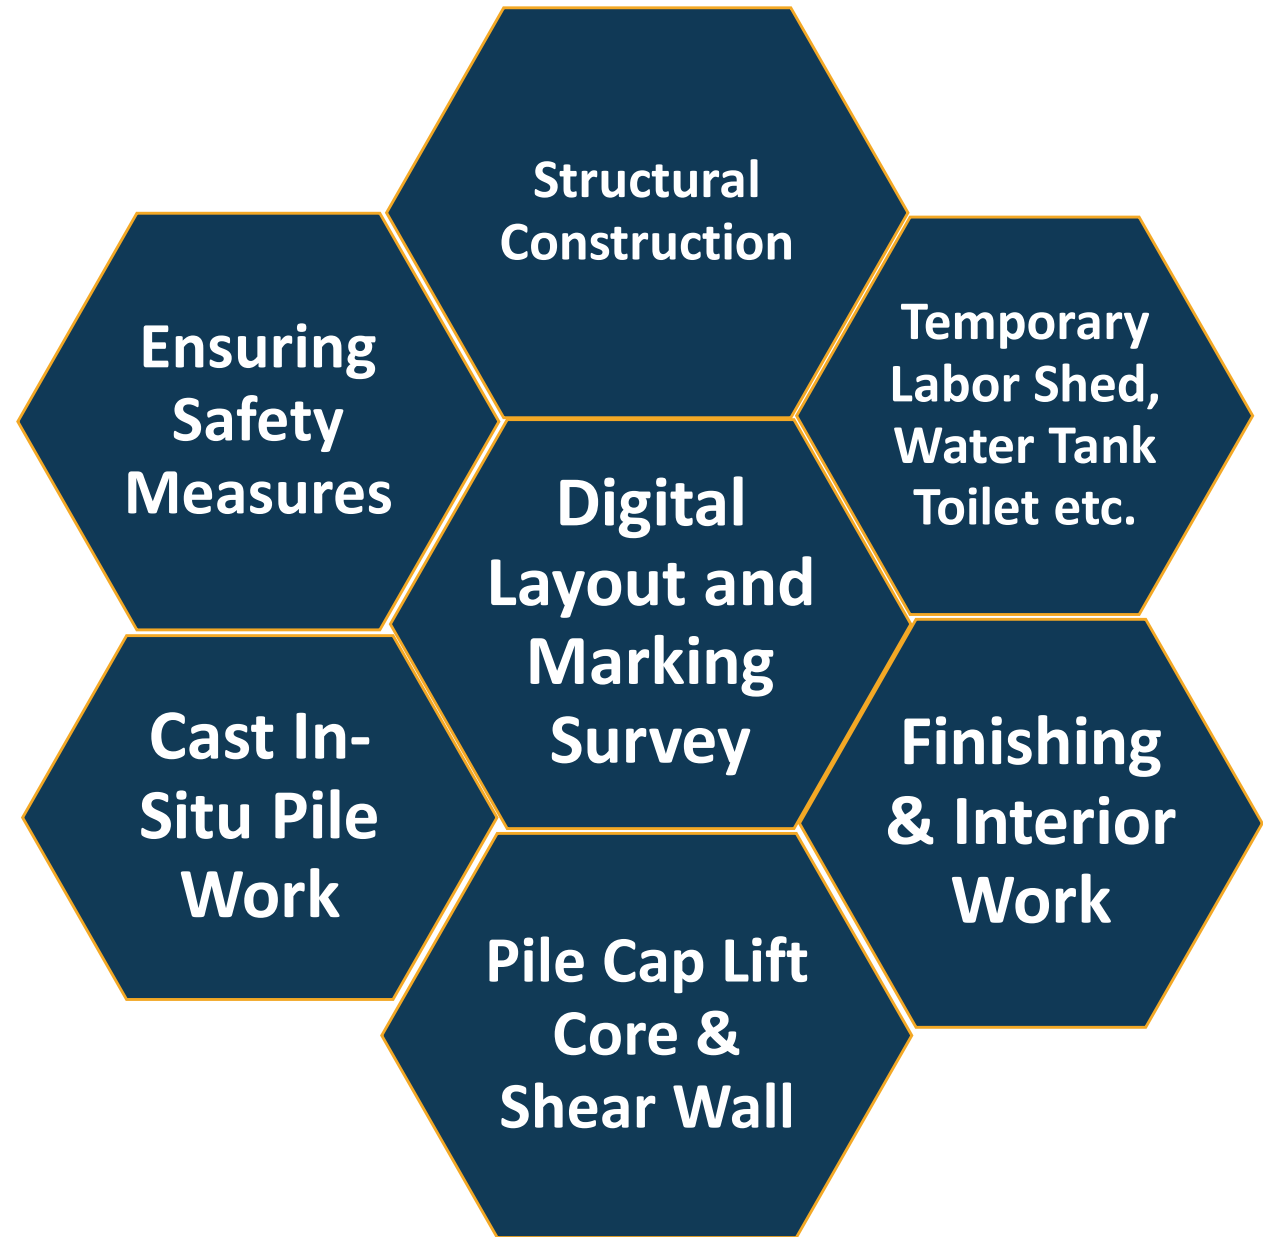 Structural
Construction
Ensuring
Safety
Measures
Temporary
Labor Shed,
Water Tank
Toilet etc.
Digital
Layout and
Marking
Survey
Cast In-
Situ Pile
Work
Finishing
& Interior
Work
Pile Cap Lift
Core &
Shear Wall